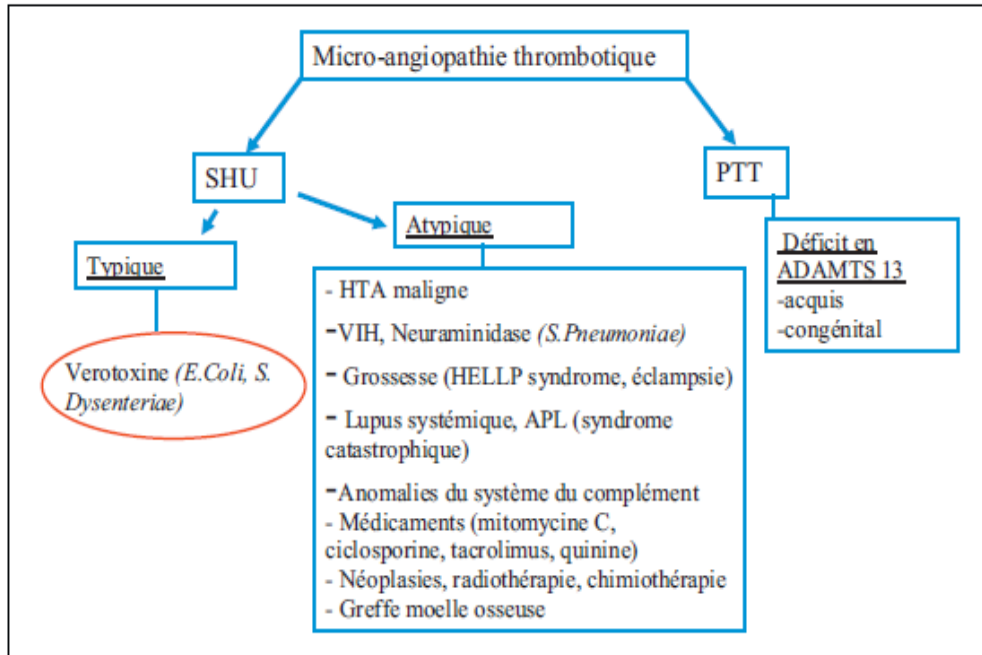 Micro-angiopathie thrombotique
SHU
PTT
Atypique
Typique
Déficit en
ADAMTS 13
-acquis
-congénital
Verotoxine (E.Coli, S.
Dysenteriae)
- HTA maligne
-VIH, Neuraminidase (S.Pneumoniae)
- Grossesse (HELLP syndrome, éclampsie)
- Lupus systémique, APL (syndrome
catastrophique)
-Anomalies du système du complément
- Médicaments (mitomycine C,
ciclosporine, tacrolimus, quinine)
- Néoplasies, radiothérapie, chimiothérapie
- Greffe moelle osseuse